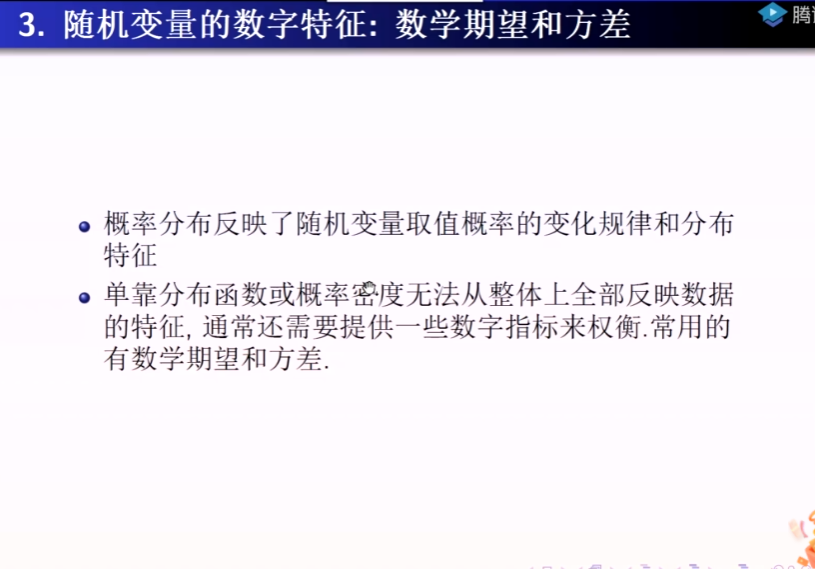 3. 随机变量的数字特征: 数学期望和方差
腾
概率分布反映了随机变量取值概率的变化规律和分布
特征
单靠分布函数或概率密度无法从整体上全部反映数据
的特征, 通常还需要提供一些数字指标来权衡.常用的
有数学期望和方差.